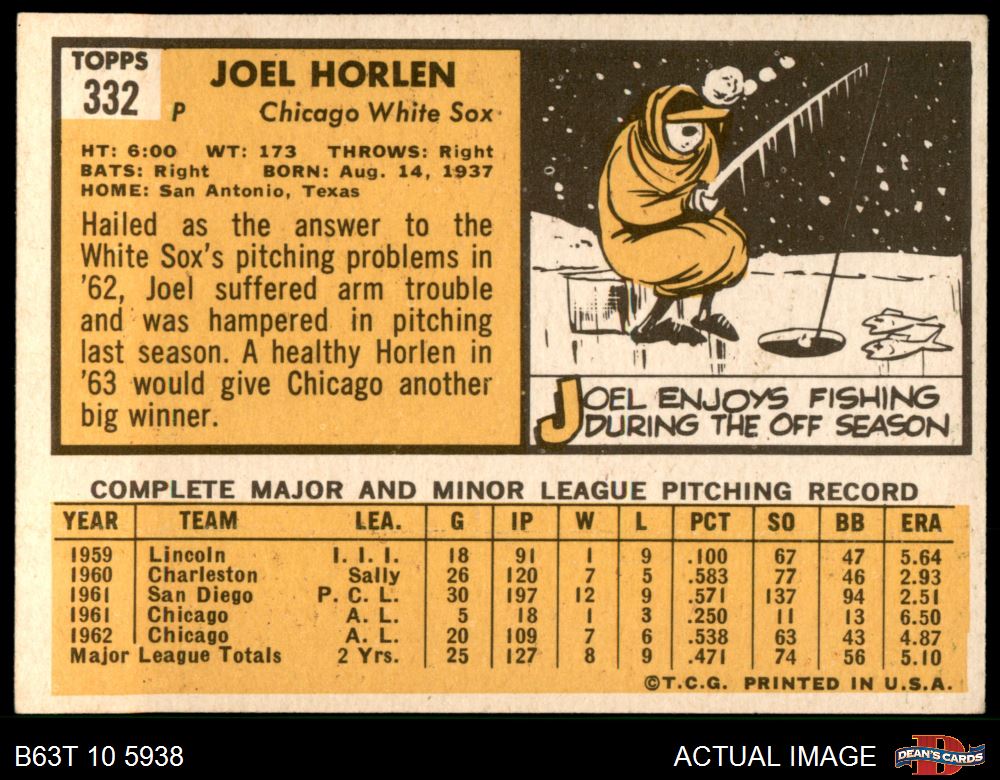 TOPPS
332
JOEL HORLEN
P Chicago White Sox
HT: 6:00 WT: 173 THROWS: Right
BATS: Right BORN: Aug. 14, 1937
HOME: San Antonio, Texas
Hailed as the answer to the
White Sox's pitching problems in
'62, Joel suffered arm trouble
and was hampered in pitching
last season. A healthy Horlen in
'63 would give Chicago another
big winner.
JOEL ENJOYS FISHING
DURING THE OFF SEASON
COMPLETE MAJOR AND MINOR LEAGUE PITCHING RECORD
YEAR TEAM LEA. G IP W L PCT SO BB ERA
1959 Lincoln I. I. I. 18 91 1 9 .100 67 47 5.64
1960 Charleston Sally 26 120 7 5 .583 77 46 2.93
1961 San Diego P. C. L. 30 197 12 9 .571 137 94 2.51
1961 Chicago A. L. 5 18 1 3 .250 11 13 6.50
1962 Chicago A. L. 20 109 7 6 .538 63 43 4.87
Major League Totals 2 Yrs. 25 127 8 9 .471 74 56 5.10
©T.C.G. PRINTED IN U.S.A.
B63T 10 5938
ACTUAL IMAGE
D
DEAN'S CARDS